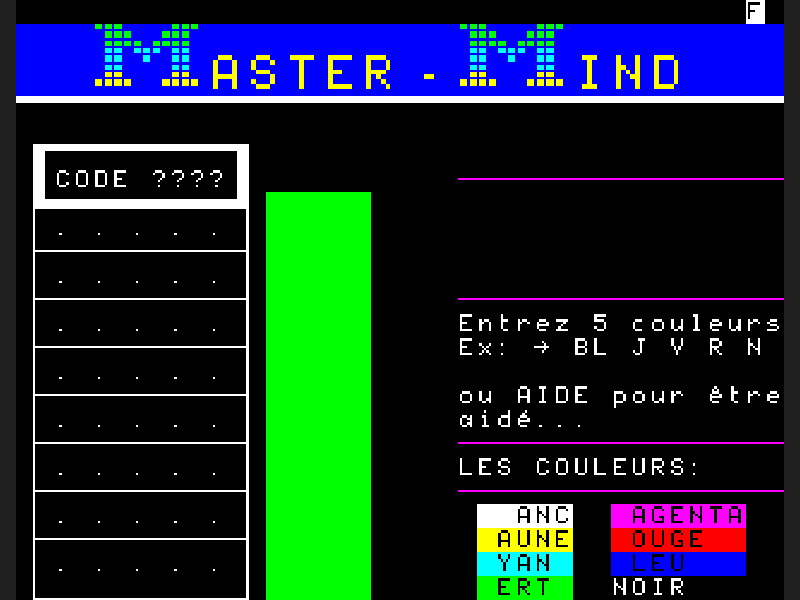 F
MASTER - MIND
CODE ????
. . . . .
. . . . .
. . . . .
. . . . .
. . . . .
. . . . .
. . . . .
. . . . .
Entrez 5 couleurs
Ex: → BL J V R N
ou AIDE pour être
aidé...
LES COULEURS:
ANC AGENTA
AUNE OUGE
YAN LEU
ERT NOIR